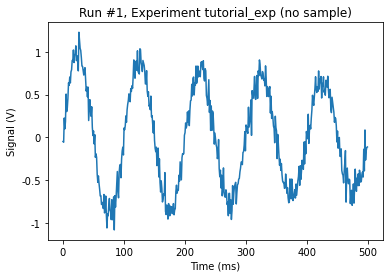 Run #1, Experiment tutorial_exp (no sample)
Signal (V)
1
0.5
0
-0.5
-1
0 100 200 300 400 500
Time (ms)